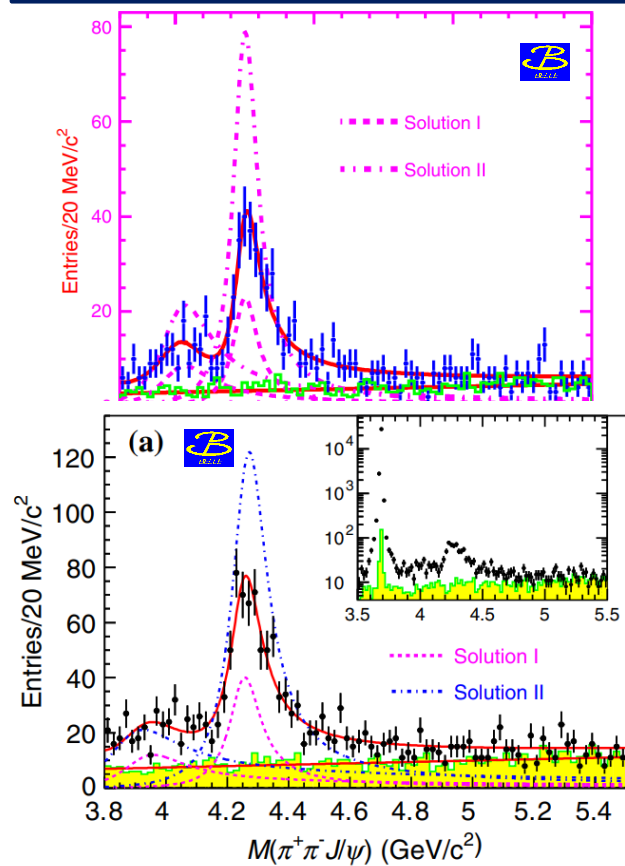 80
60
40
20
Entries/20 MeV/c²
Solution I
Solution II
B
(a)
B
120
100
80
60
40
20
0
Entries/20 MeV/c²
10⁴
10³
10²
10
3.5 4 4.5 5 5.5
Solution I
Solution II
3.8 4 4.2 4.4 4.6 4.8 5 5.2 5.4
M(π⁺π⁻J/ψ) (GeV/c²)